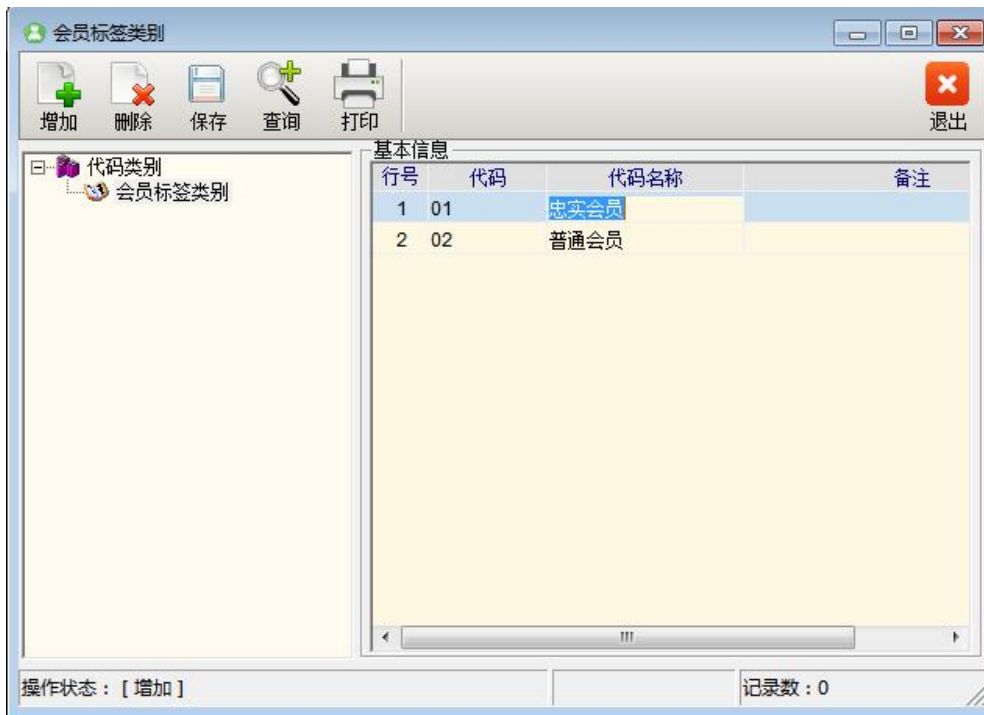 会员标签类别
增加 删除 保存 查询 打印 退出
代码类别
会员标签类别
基本信息
行号 代码 代码名称 备注
1 01 忠实会员
2 02 普通会员
操作状态：[ 增加 ] 记录数：0